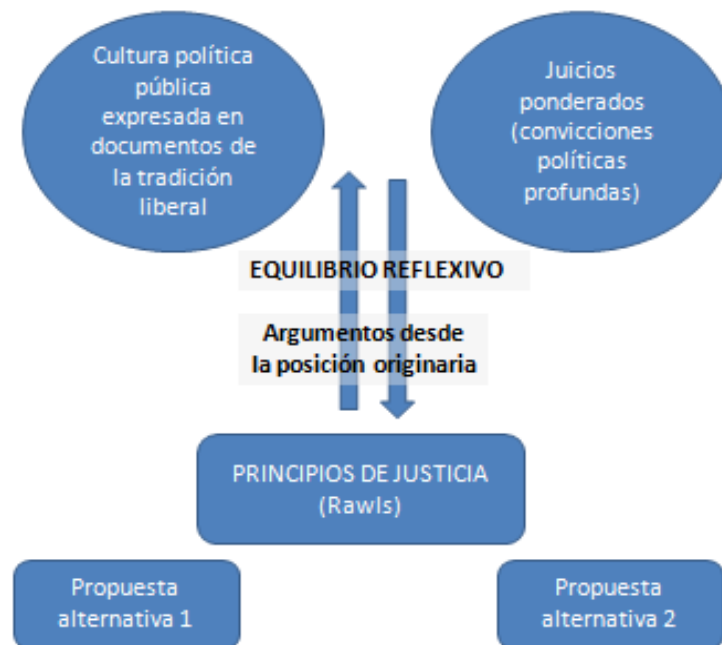 Cultura política
pública
expresada en
documentos de
la tradición
liberal
Juicios
ponderados
(convicciones
políticas
profundas)
EQUILIBRIO REFLEXIVO
Argumentos desde
la posición originaria
PRINCIPIOS DE JUSTICIA
(Rawls)
Propuesta
alternativa 1
Propuesta
alternativa 2